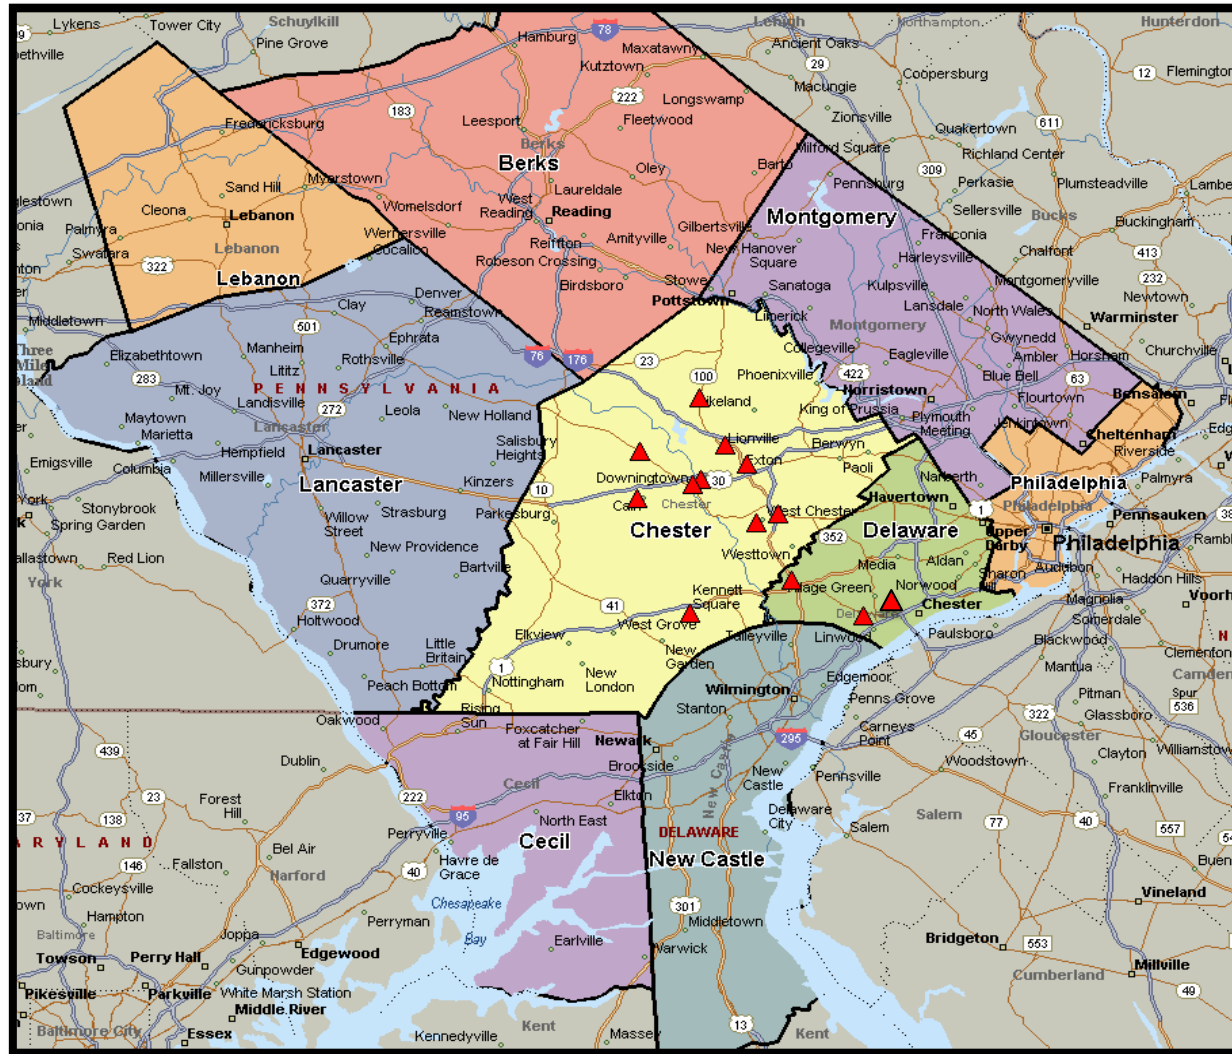 Lykens
Tower City
Schuylkill
Pine Grove
Hamburg
78
Maxatawny
Lehigh
Northampton
Hunterdon
Ancient Oaks
29
Macungie
Kutztown
Coopersburg
12
Flemington
Longswamp
222
183
Fredericksburg
Leesport
Fleetwood
Zionsville
Quakertown
611
Berks
Berks
Milford Square
Richland Center
309
Oley
Barto
Pennsburg
Perkasie
Plumsteadville
Sand Hill
Myerstown
Laureldale
Womelsdorf
West
Reading
Reading
Sellersville
Bucks
Buckingham
Cleona
Lebanon
Montgomery
Palmyra
Wernersville
Reiffton
Amityville
Gilbertsville
New Hanover
Square
Franconia
Chalfont
413
Swatara
Lebanon
Cocalico
Robeson Crossing
Harleysville
322
Lebanon
Birdsboro
Stowe
Sanatoga
Kulpsville
Montgomeryville
232
Denver
Pottstown
Newtown
Middletown
Clay
Reamstown
Limerick
Lansdale
North Wales
Warminster
501
Montgomery
Ephrata
Gwynedd
Three
Mile
Island
Elizabethtown
Manheim
Rothsville
76
176
23
Collegeville
Eagleville
Ambler
Horsham
Churchville
Lititz
283
Mt. Joy
PENNSYLVANIA
100
Phoenixville
422
Blue Bell
63
Landisville
272
Leola
New Holland
Norristown
Flourtown
Bensalem
Maytown
King of Prussia
Plymouth
Meeting
Jenkintown
Marietta
Lancaster
Salisbury
Heights
Lionville
Berwyn
Cheltenham
Riverside
Emigsville
Columbia
Hempfield
Lancaster
Exton
Paoli
Millersville
Kinzers
Downingtown
30
Narberth
Philadelphia
Palmyra
York
Stonybrook
Lancaster
10
Chester
Havertown
Philadelphia
Spring Garden
Willow
Street
Strasburg
Parkesburg
Chester
West Chester
1
Pennsauken
38
352
Delaware
Upper
Darby
Philadelphia
Red Lion
New Providence
Westtown
Media
Aldan
York
Bartville
Audubon
Quarryville
Kennett
Square
Village Green
Norwood
Sharon
Haddon Hills
372
41
Delaware
Chester
Magnolia
Holtwood
West Grove
Somerdale
Elkview
Talleyville
Linwood
Paulsboro
Blackwood
Drumore
Little
Britain
New
Garden
Clementon
1
New
London
Edgemoor
Mantua
Peach Bottom
Nottingham
Wilmington
Penns Grove
Pitman
Spur
536
Stanton
Rising
Sun
Oakwood
Foxcatcher
at Fair Hill
Carneys
Point
322
Glassboro
439
Newark
295
45
Gloucester
Dublin
Brookside
Woodstown
Clayton
Williamstown
Cecil
New
Castle
Pennsville
Franklinville
23
Forest
Hill
222
Elkton
New Castle
Delaware
City
138
95
North East
Salem
Salem
77
40
557
Perryville
DELAWARE
Bel Air
Cecil
New Castle
146
Fallston
40
Havre de
Grace
Harford
Cockeysville
Chesapeake
Bay
301
Vineland
Hampton
Perryman
Middletown
Baltimore
Joppa
Earlville
Warwick
Bridgeton
553
Towson
Perry Hall
Edgewood
Gunpowder
Cumberland
Millville
Pikesville
Parkville
White Marsh Station
49
Middle River
Baltimore City
Essex
Kennedyville
Kent
Massey
13
Kent